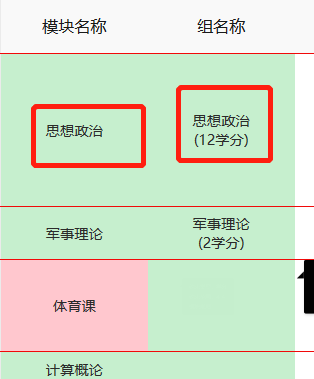 模块名称 组名称
思想政治 思想政治
(12学分)
军事理论 军事理论
(2学分)
体育课
计算概论